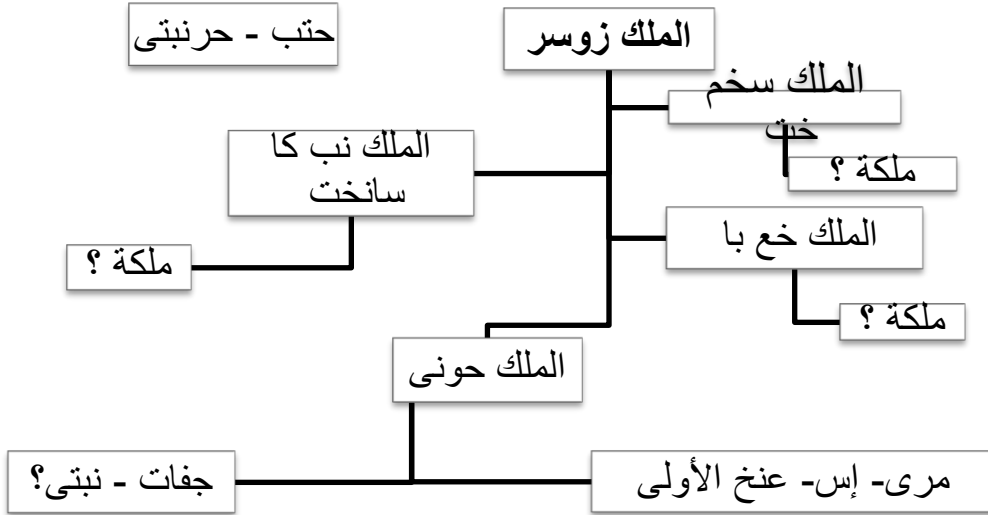 الملك زوسر
حتب - حرنبتى
الملك سخم
خت
ملكة ؟
الملك نب كا
سانخت
ملكة ؟
الملك خع با
ملكة ؟
الملك حونى
مرى- إس- عنخ الأولى
جفات - نبتى؟